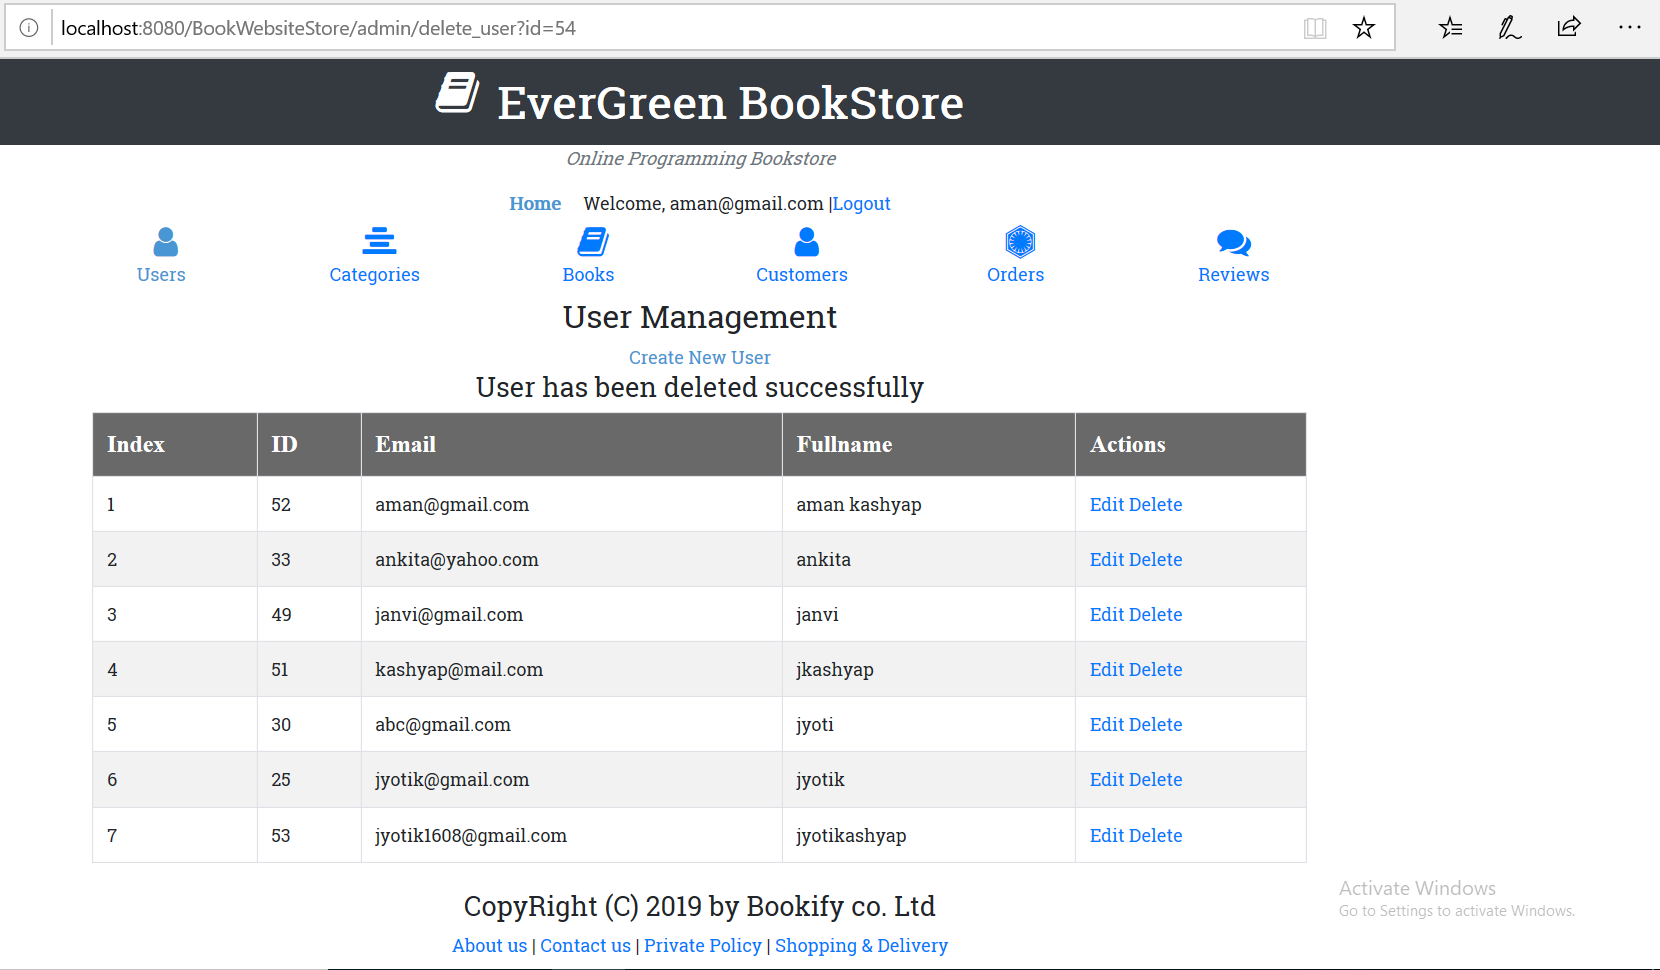 localhost:8080/BookWebsiteStore/admin/delete_user?id=54
EverGreen BookStore
Online Programming Bookstore
Home Welcome, aman@gmail.com |Logout
Users Categories Books Customers Orders Reviews
User Management
Create New User
User has been deleted successfully
Index ID Email Fullname Actions
1 52 aman@gmail.com aman kashyap Edit Delete
2 33 ankita@yahoo.com ankita Edit Delete
3 49 janvi@gmail.com janvi Edit Delete
4 51 kashyap@mail.com jkashyap Edit Delete
5 30 abc@gmail.com jyoti Edit Delete
6 25 jyotik@gmail.com jyotik Edit Delete
7 53 jyotik1608@gmail.com jyotikashyap Edit Delete
Activate Windows
Go to Settings to activate Windows.
CopyRight (C) 2019 by Bookify co. Ltd
About us | Contact us | Private Policy | Shopping & Delivery